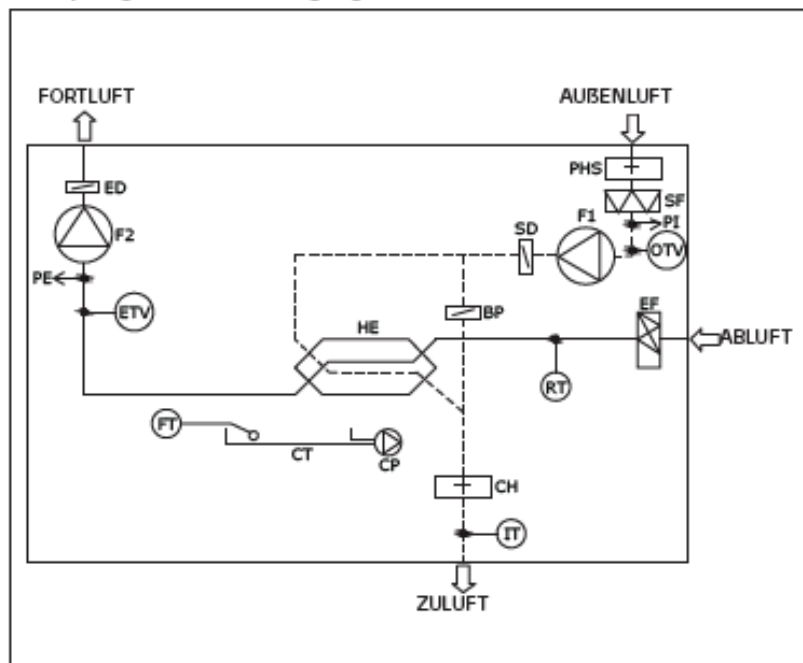 FORTLUFT
AUßENLUFT
PHS
ED
SF
F1
PI
SD
F2
OTV
PE
EF
BP
ETV
HE
ABLUFT
RT
FT
CT
CP
CH
IT
ZULUFT